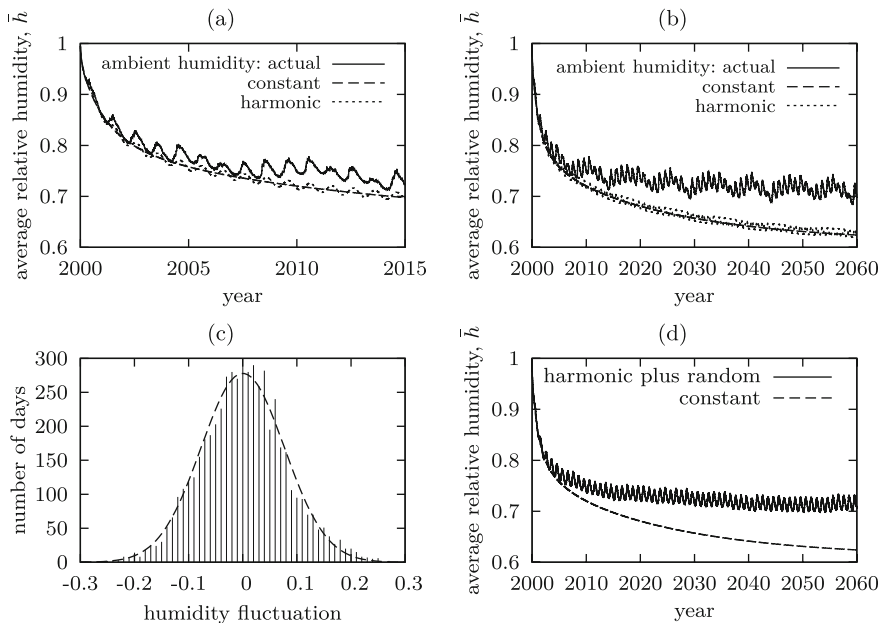 (a)
average relative humidity, h̄
1
0.9
0.8
0.7
0.6
ambient humidity: actual
constant
harmonic
2000 2005 2010 2015
year
(b)
average relative humidity, h̄
1
0.9
0.8
0.7
0.6
ambient humidity: actual
constant
harmonic
2000 2010 2020 2030 2040 2050 2060
year
(c)
number of days
300
250
200
150
100
50
0
-0.3 -0.2 -0.1 0 0.1 0.2 0.3
humidity fluctuation
(d)
average relative humidity, h̄
1
0.9
0.8
0.7
0.6
harmonic plus random
constant
2000 2010 2020 2030 2040 2050 2060
year